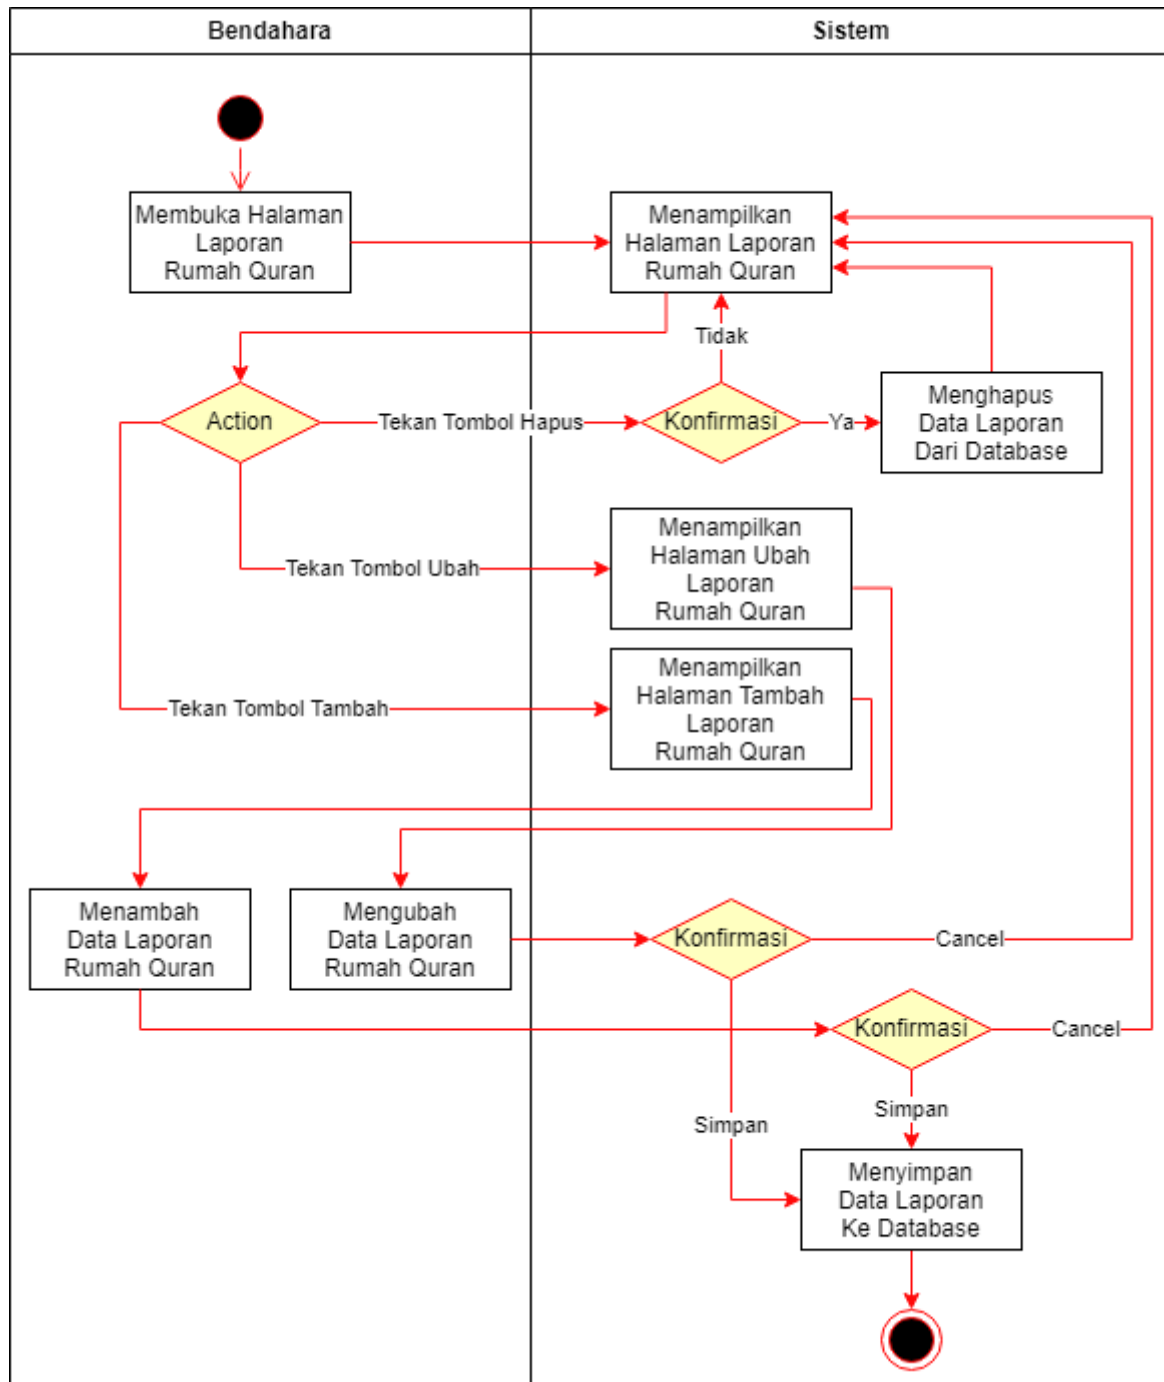 Bendahara
Sistem
Membuka Halaman
Laporan
Rumah Quran
Menampilkan
Halaman Laporan
Rumah Quran
Tidak
Action
Tekan Tombol Hapus
Konfirmasi
Ya
Menghapus
Data Laporan
Dari Database
Tekan Tombol Ubah
Menampilkan
Halaman Ubah
Laporan
Rumah Quran
Tekan Tombol Tambah
Menampilkan
Halaman Tambah
Laporan
Rumah Quran
Menambah
Data Laporan
Rumah Quran
Mengubah
Data Laporan
Rumah Quran
Konfirmasi
Cancel
Konfirmasi
Cancel
Simpan
Simpan
Menyimpan
Data Laporan
Ke Database